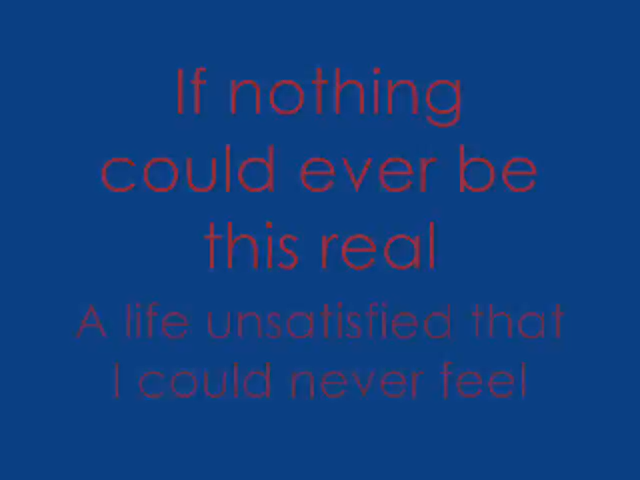 If nothing
could ever be
this real
A life unsatisfied that
I could never feel